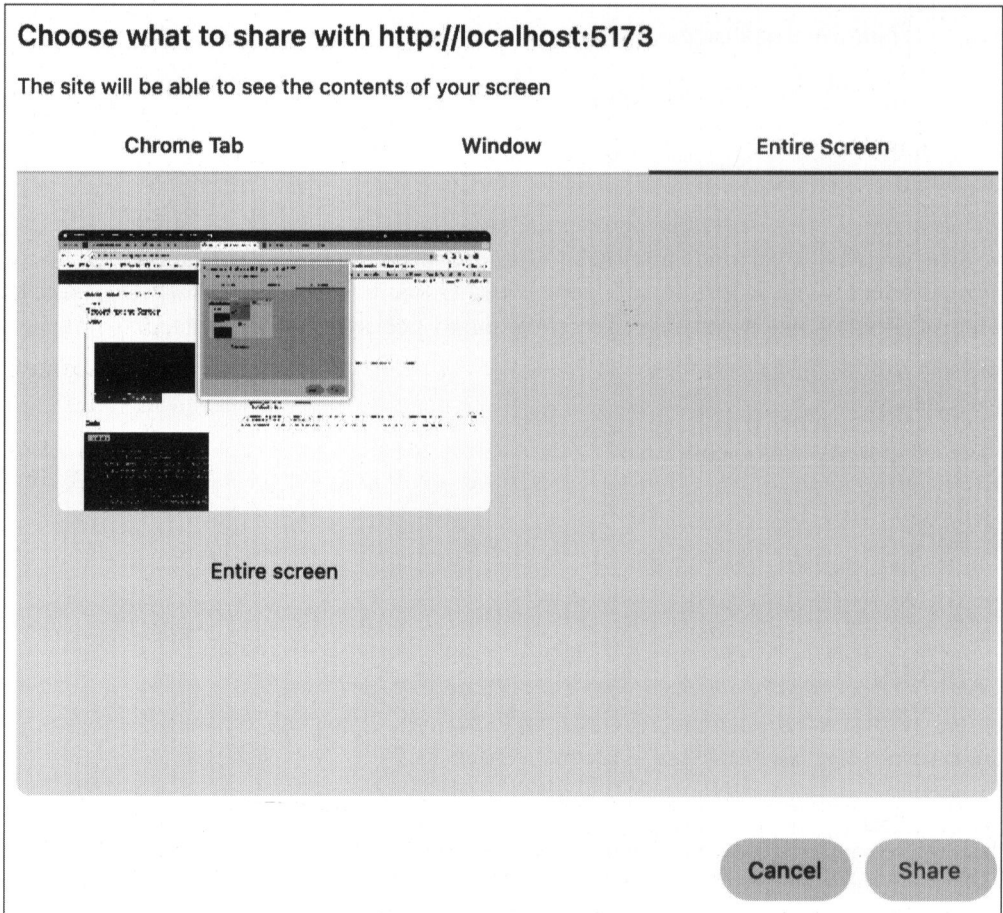 Choose what to share with http://localhost:5173
The site will be able to see the contents of your screen
Chrome Tab
Window
Entire Screen
Entire screen
Cancel
Share